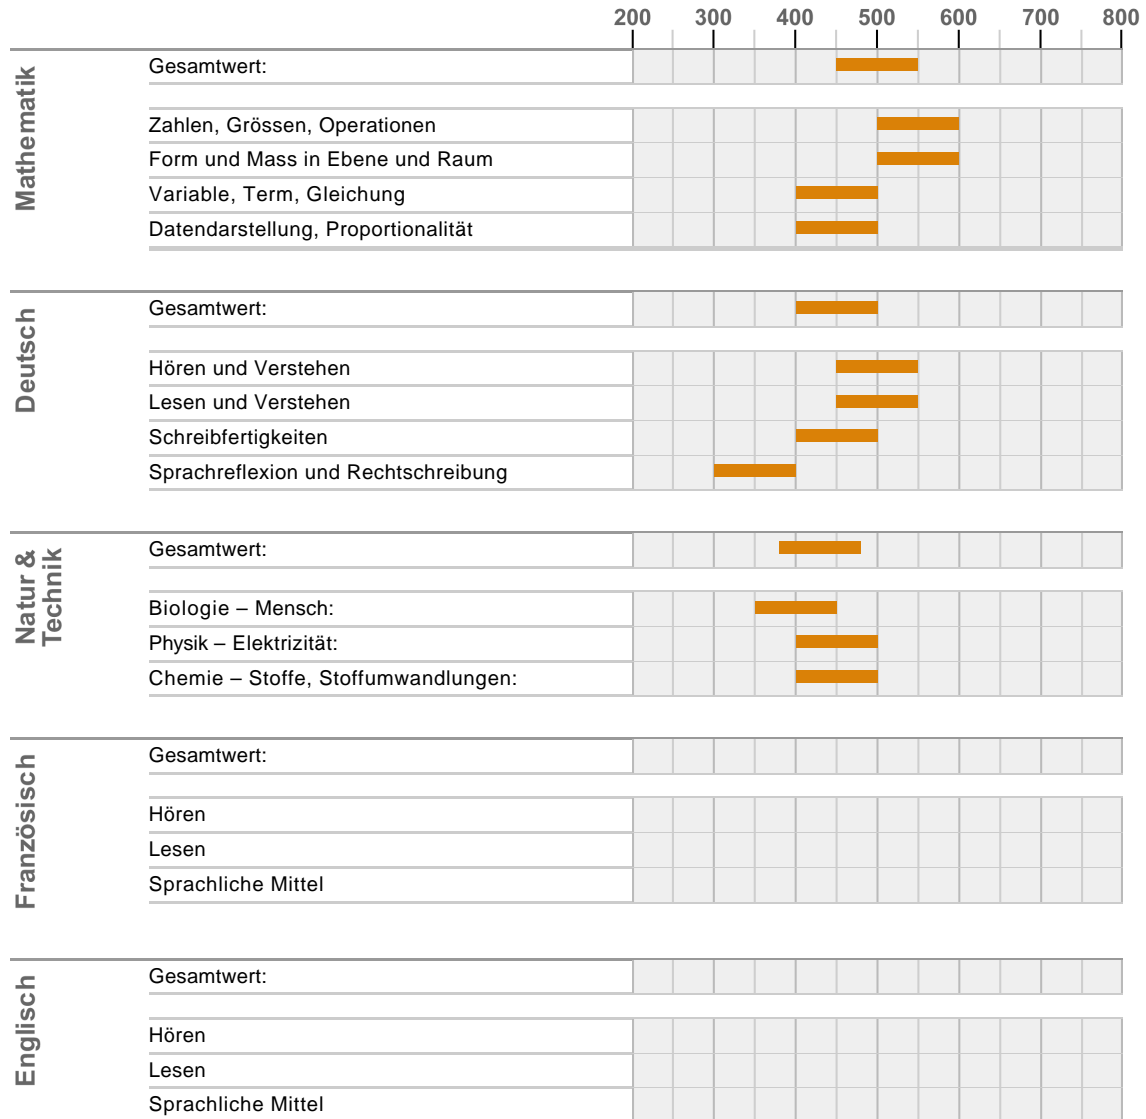 200 300 400 500 600 700 800
Mathematik
Gesamtwert:
Zahlen, Grössen, Operationen
Form und Mass in Ebene und Raum
Variable, Term, Gleichung
Datendarstellung, Proportionalität
Deutsch
Gesamtwert:
Hören und Verstehen
Lesen und Verstehen
Schreibfertigkeiten
Sprachreflexion und Rechtschreibung
Natur &
Technik
Gesamtwert:
Biologie – Mensch:
Physik – Elektrizität:
Chemie – Stoffe, Stoffumwandlungen:
Französisch
Gesamtwert:
Hören
Lesen
Sprachliche Mittel
Englisch
Gesamtwert:
Hören
Lesen
Sprachliche Mittel